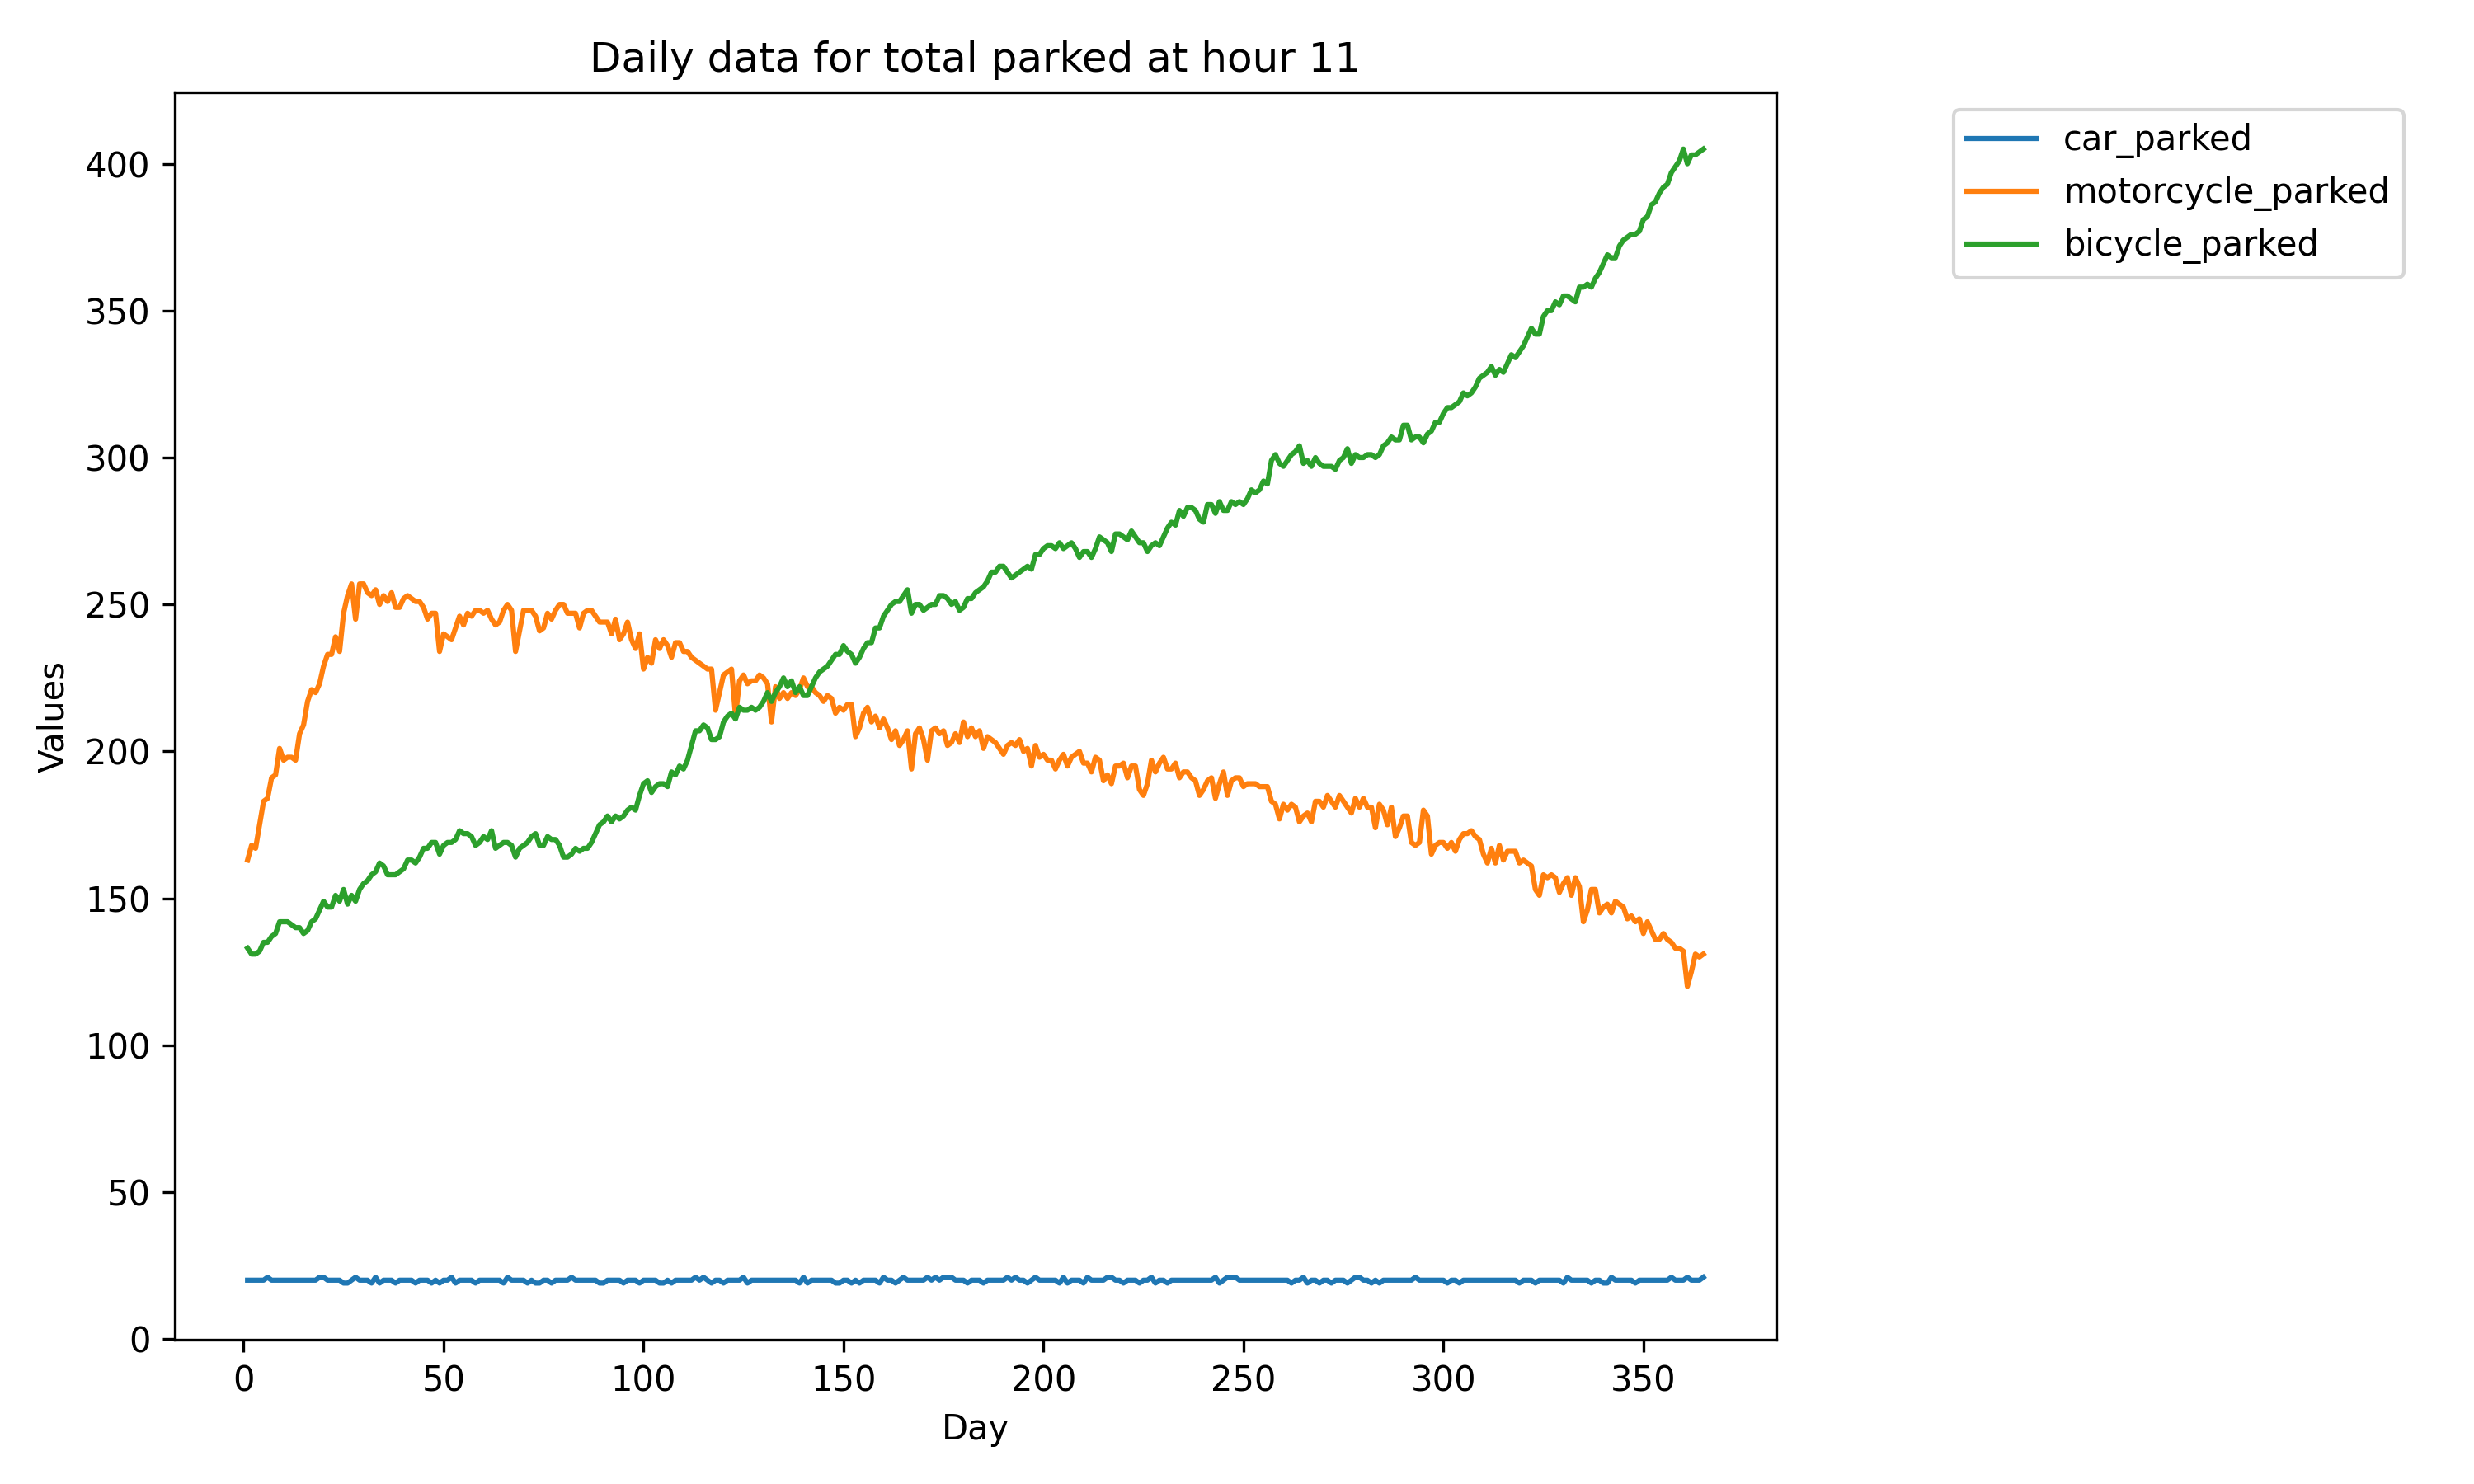 Daily data for total parked at hour 11
car_parked
motorcycle_parked
bicycle_parked
Values
400
350
300
250
200
150
100
50
0
0 50 100 150 200 250 300 350
Day